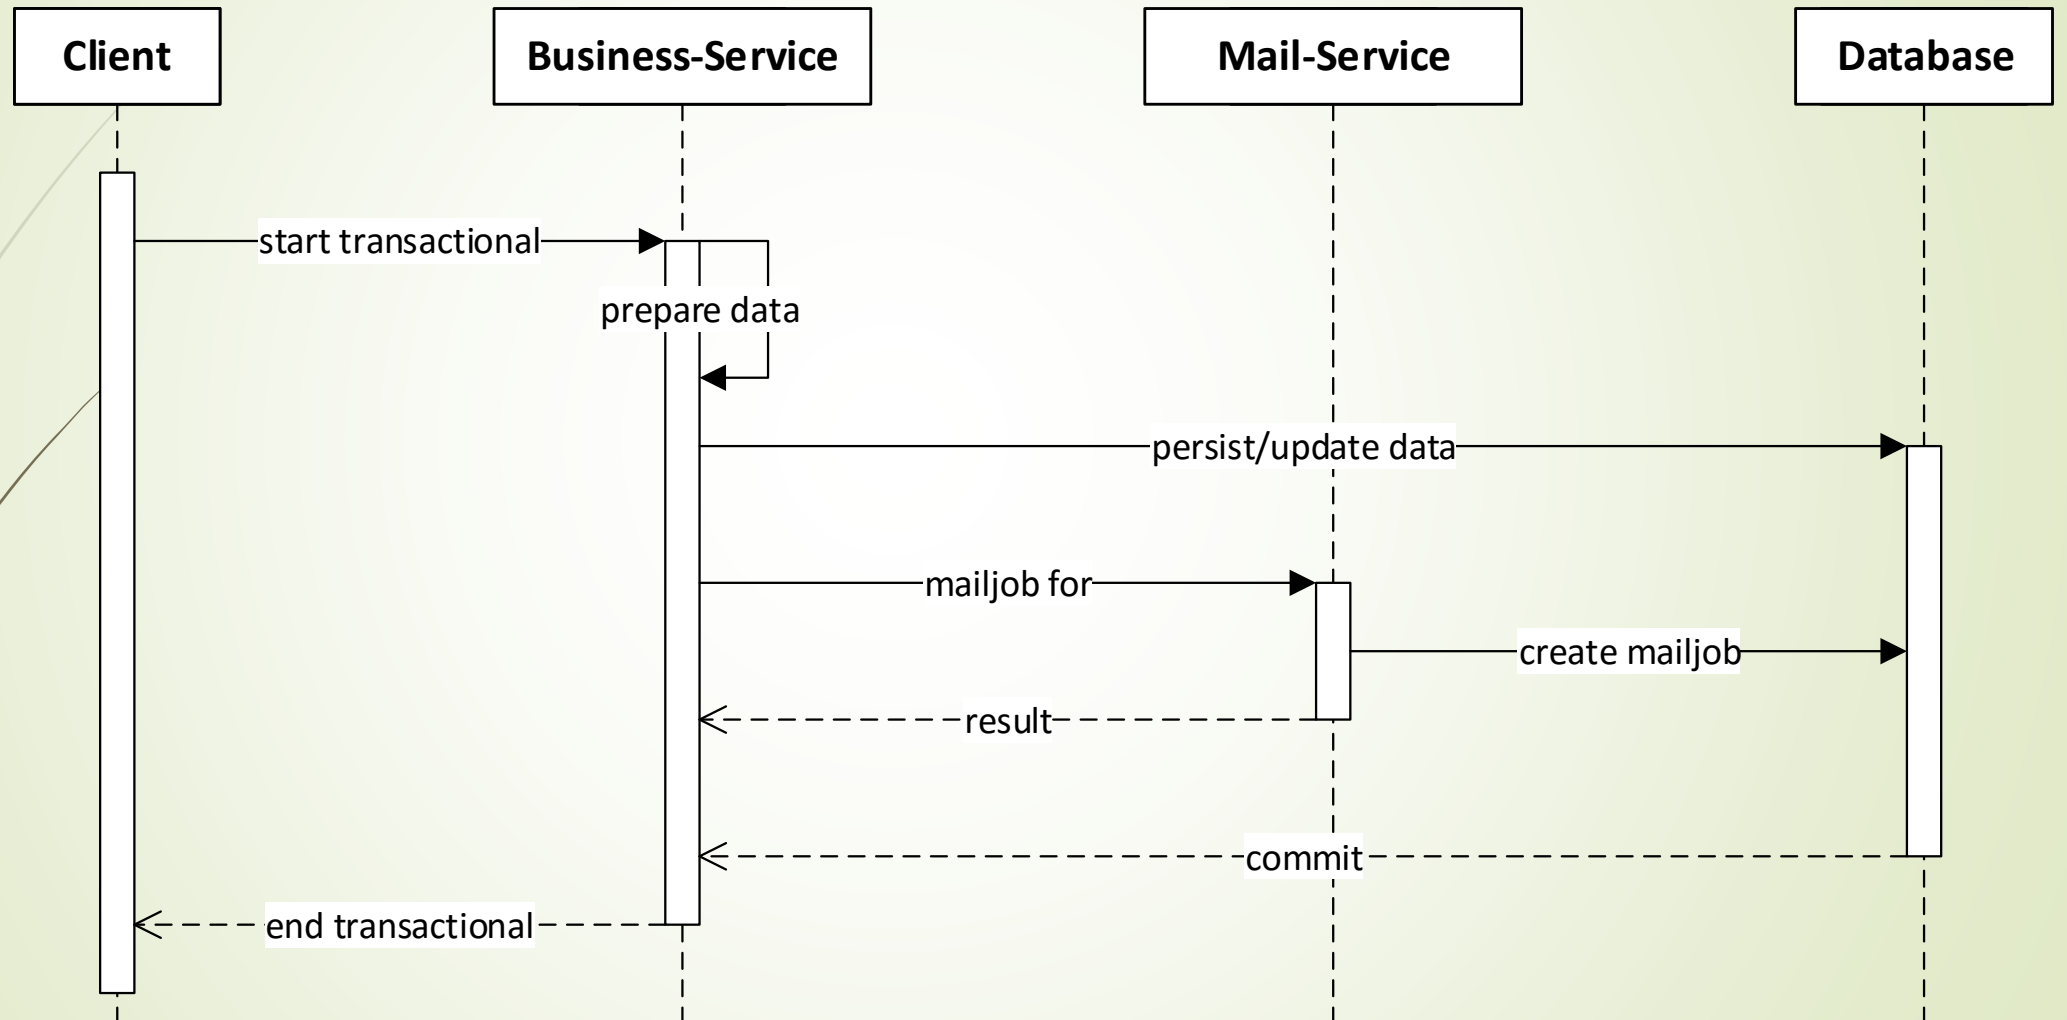 Client
Business-Service
Mail-Service
Database
start transactional
prepare data
persist/update data
mailjob for
create mailjob
result
commit
end transactional